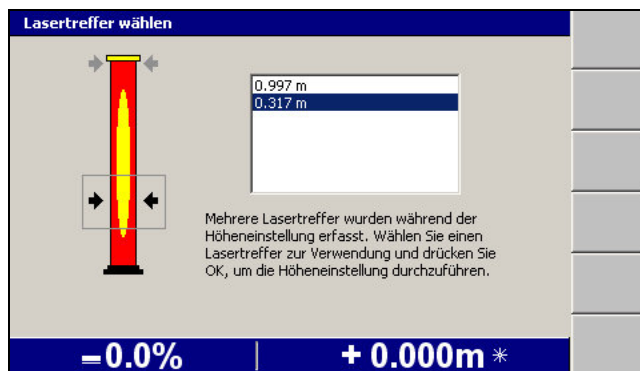 Lasertreffer wählen
0.997 m
0.317 m
Mehrere Lasertreffer wurden während der
Höheneinstellung erfasst. Wählen Sie einen
Lasertreffer zur Verwendung und drücken Sie
OK, um die Höheneinstellung durchzuführen.
=0.0% + 0.000m *